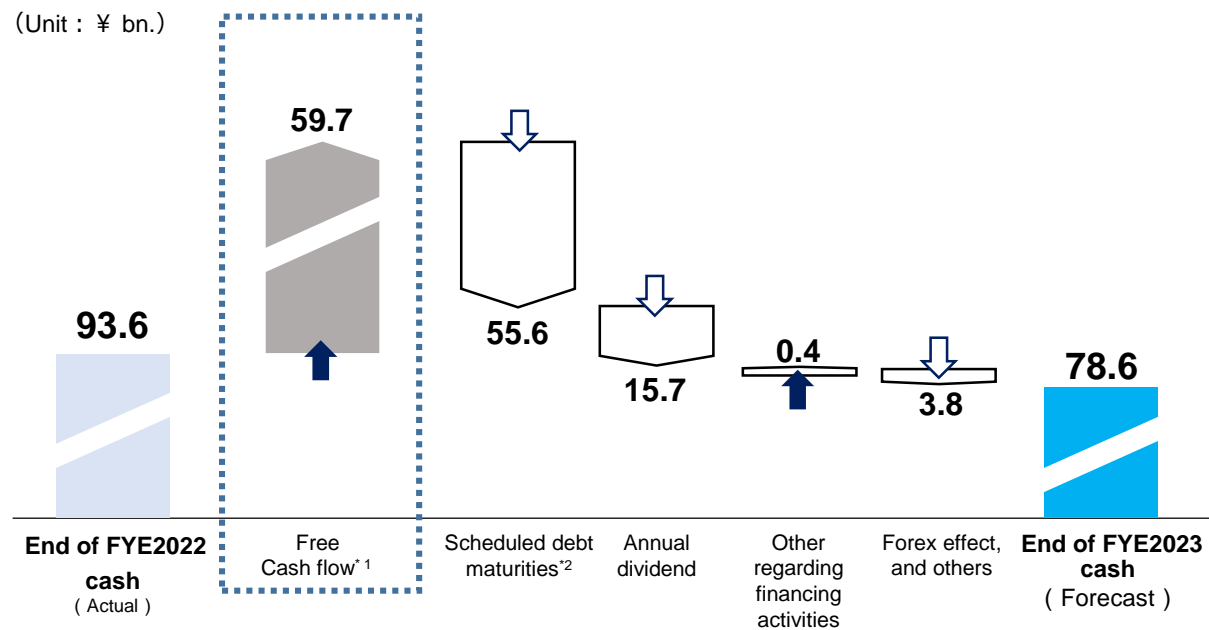 (Unit : ¥ bn.)
59.7
93.6
55.6
15.7
0.4
3.8
78.6
End of FYE2022
cash
( Actual )
Free
Cash flow*1
Scheduled debt
maturities*2
Annual
dividend
Other
regarding
financing
activities
Forex effect,
and others
End of FYE2023
cash
( Forecast )